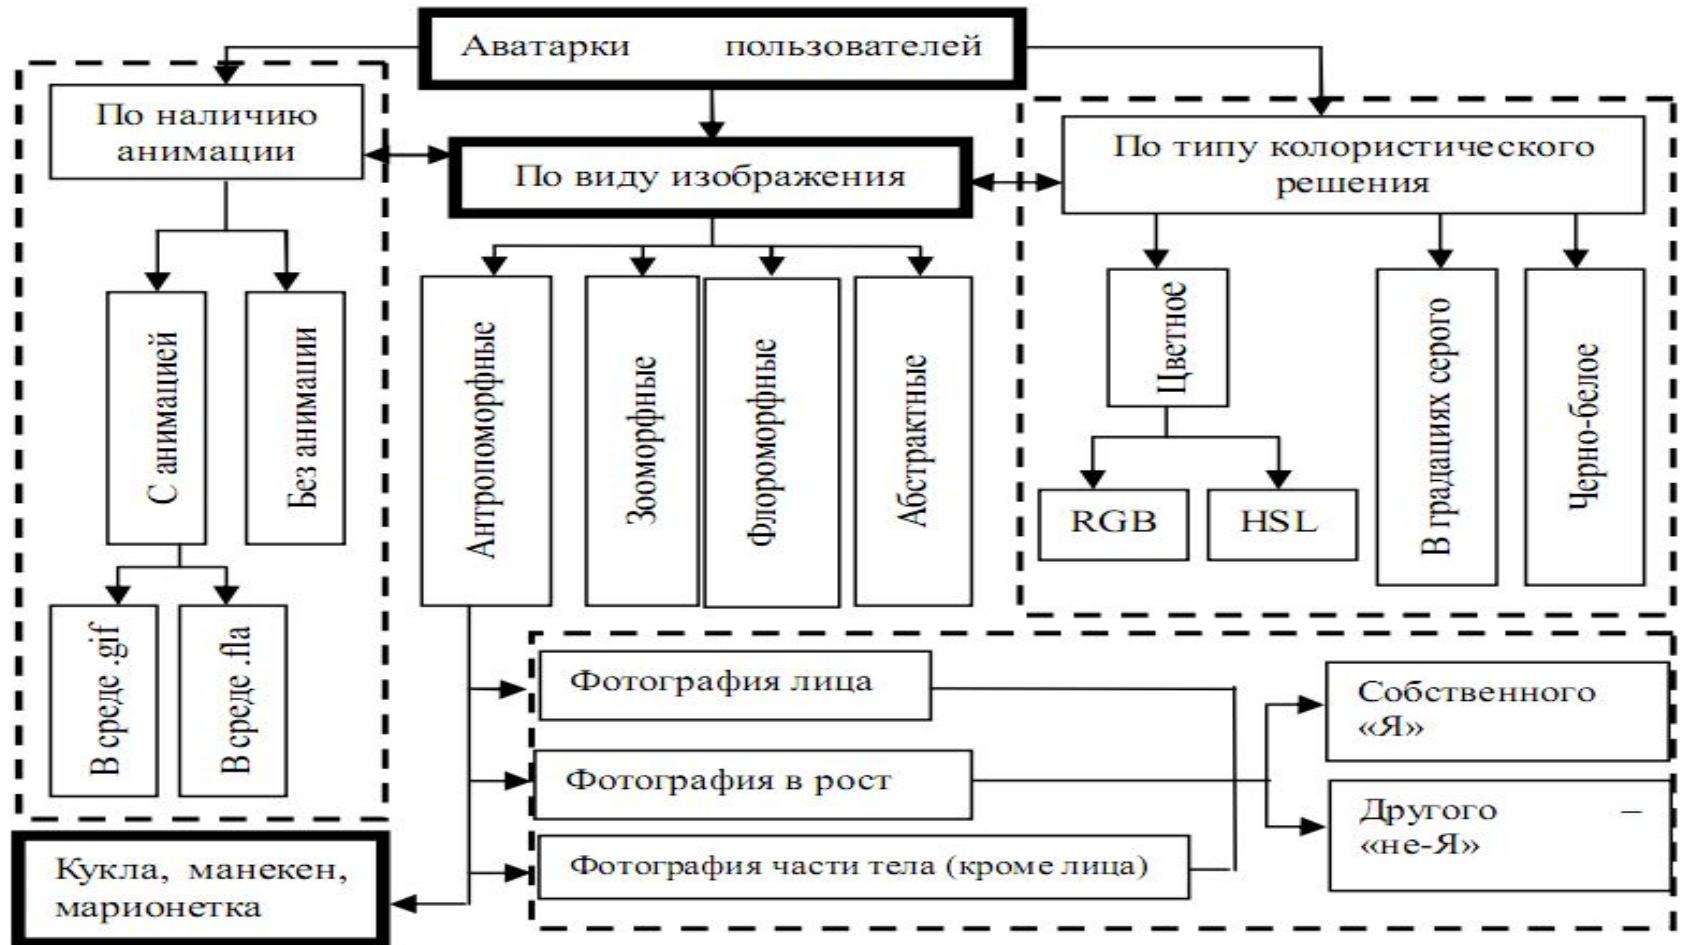 Аватарки пользователей
По наличию
анимации
По виду изображения
По типу колористического
решения
С анимацией
Без анимации
В среде .gif
В среде .fla
Антропоморфные
Зооморфные
Флороморфные
Абстрактные
Цветное
RGB
HSL
В градациях серого
Черно-белое
Фотография лица
Фотография в рост
Фотография части тела (кроме лица)
Собственного
«Я»
Другого –
«не-Я»
Кукла, манекен,
марионетка